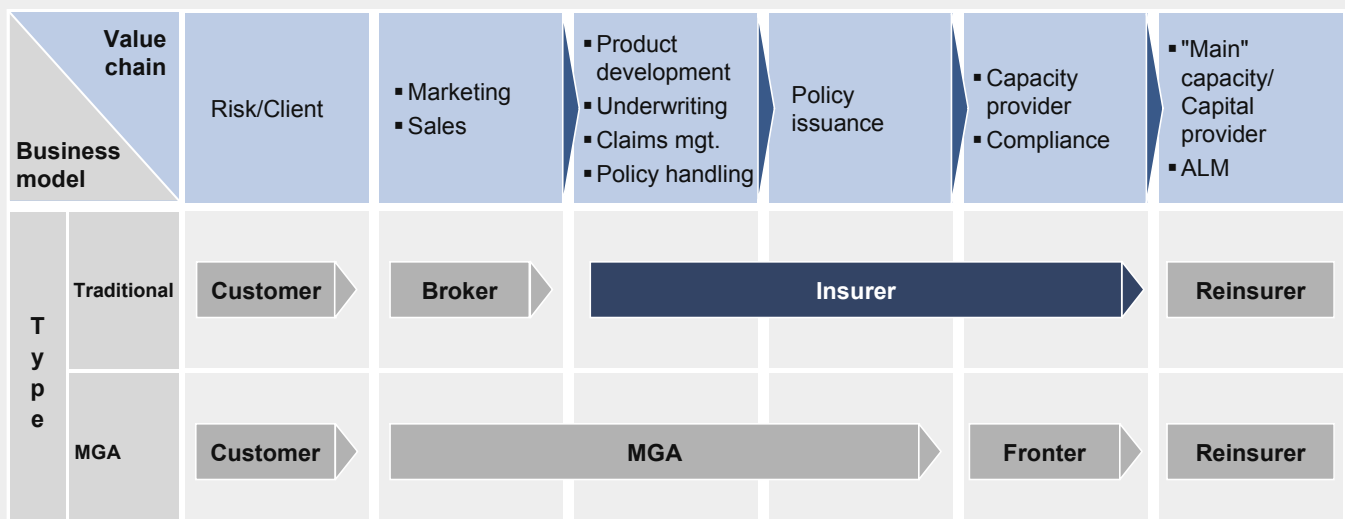 Value
chain
Business
model
Risk/Client
▪ Marketing
▪ Sales
▪ Product
development
▪ Underwriting
▪ Claims mgt.
▪ Policy handling
Policy
issuance
▪ Capacity
provider
▪ Compliance
▪ "Main"
capacity/
Capital
provider
▪ ALM
Type
Traditional
Customer
Broker
Insurer
Reinsurer
MGA
Customer
MGA
Fronter
Reinsurer